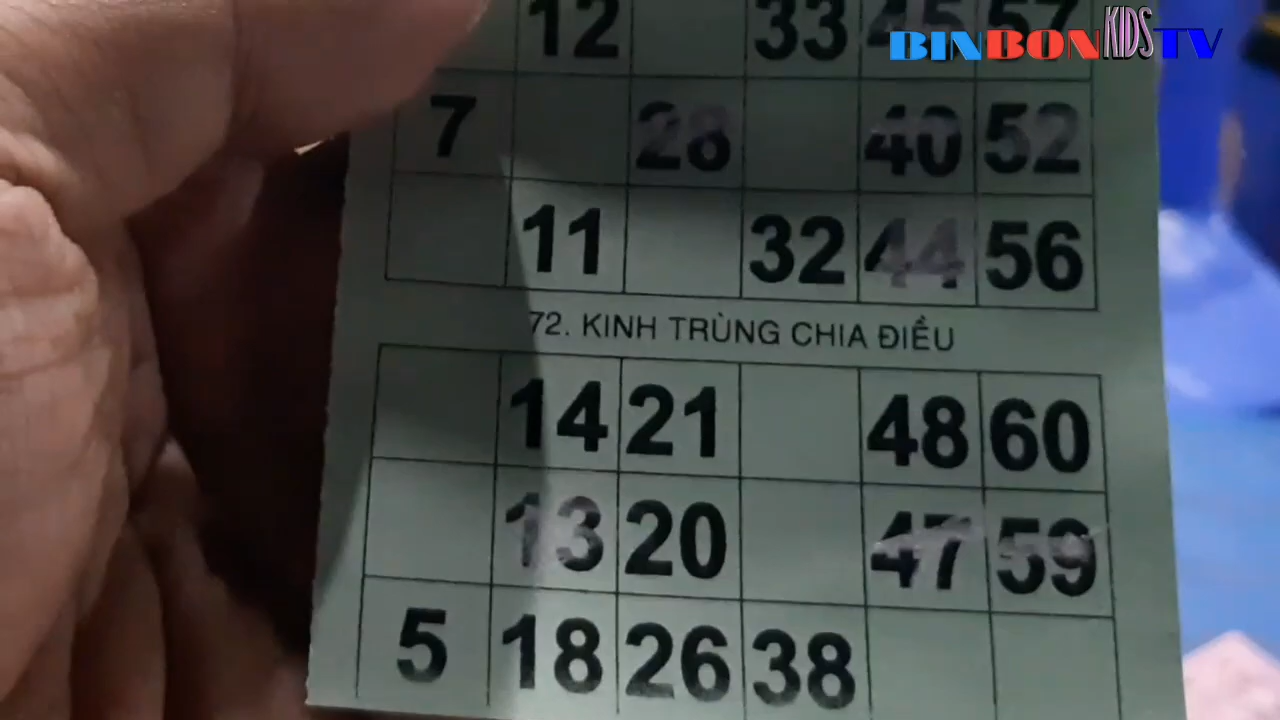 12 33 45 57
BINBON KIDS TV
7 28 40 52
11 32 44 56
72. KINH TRÙNG CHIA ĐIỀU
14 21 48 60
13 20 47 59
5 18 26 38